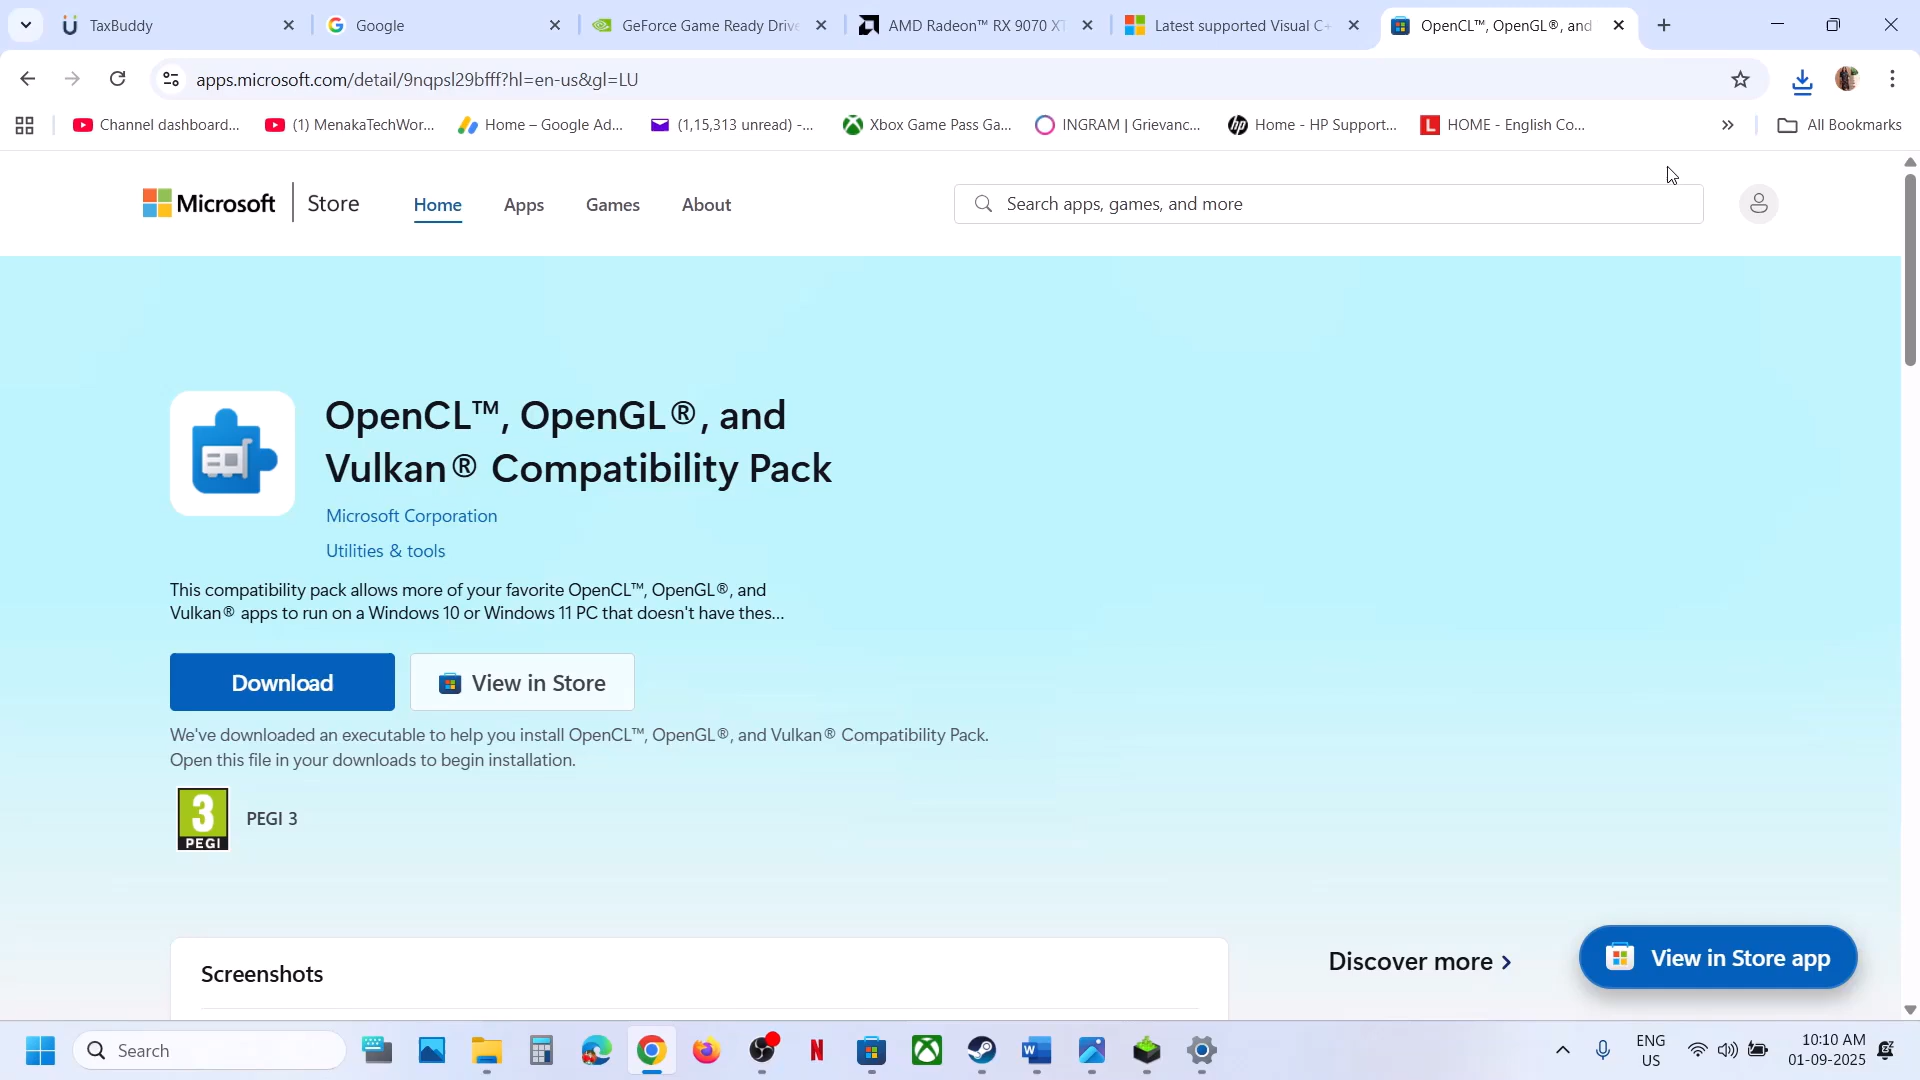 TaxBuddy
Google
GeForce Game Ready Drive
AMD Radeon™ RX 9070 XT
Latest supported Visual C+
OpenCL™, OpenGL®, and
apps.microsoft.com/detail/9nqpsl29bfff?hl=en-us&gl=LU
Channel dashboard...
(1) MenakaTechWor...
Home – Google Ad...
(1,15,313 unread) -...
Xbox Game Pass Ga...
INGRAM | Grievanc...
Home - HP Support...
HOME - English Co...
All Bookmarks
Microsoft
Store
Home
Apps
Games
About
Search apps, games, and more
OpenCL™, OpenGL®, and
Vulkan® Compatibility Pack
Microsoft Corporation
Utilities & tools
This compatibility pack allows more of your favorite OpenCL™, OpenGL®, and
Vulkan® apps to run on a Windows 10 or Windows 11 PC that doesn't have thes...
Download
View in Store
We've downloaded an executable to help you install OpenCL™, OpenGL®, and Vulkan® Compatibility Pack.
Open this file in your downloads to begin installation.
3
PEGI
PEGI 3
Screenshots
Discover more
View in Store app
Search
ENG
US
10:10 AM
01-09-2025